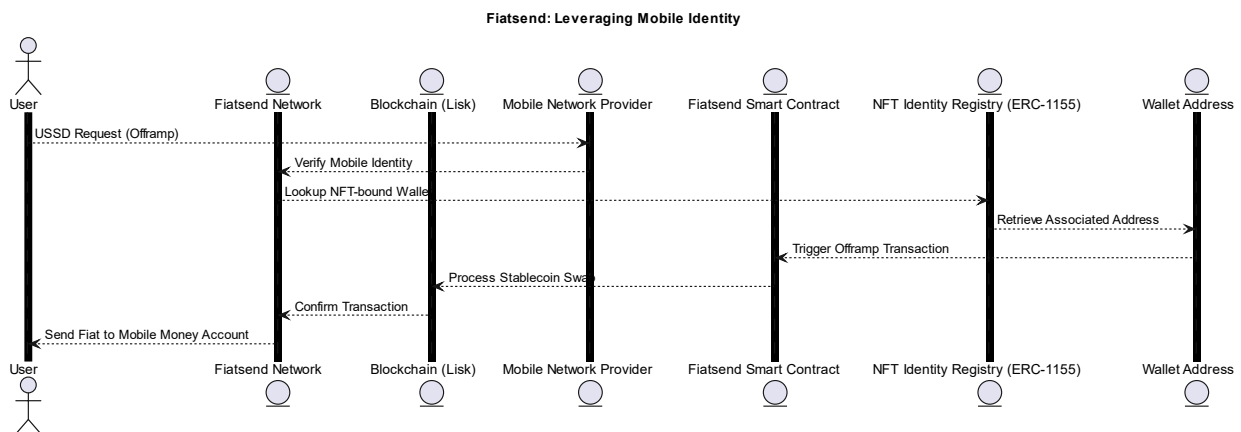 Fiatsend: Leveraging Mobile Identity
User
Fiatsend Network
Blockchain (Lisk)
Mobile Network Provider
Fiatsend Smart Contract
NFT Identity Registry (ERC-1155)
Wallet Address
USSD Request (Offramp)
Verify Mobile Identity
Lookup NFT-bound Walle
Retrieve Associated Address
Trigger Offramp Transaction
Process Stablecoin Swap
Confirm Transaction
Send Fiat to Mobile Money Account
User
Fiatsend Network
Blockchain (Lisk)
Mobile Network Provider
Fiatsend Smart Contract
NFT Identity Registry (ERC-1155)
Wallet Address